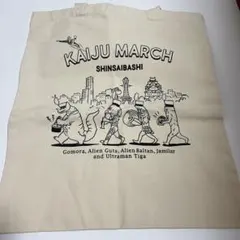 KAIJU MARCH
SHINSAIBASHI
Gomora, Alien Guts, Alien Baltan, Jamilar
and Ultraman Tiga